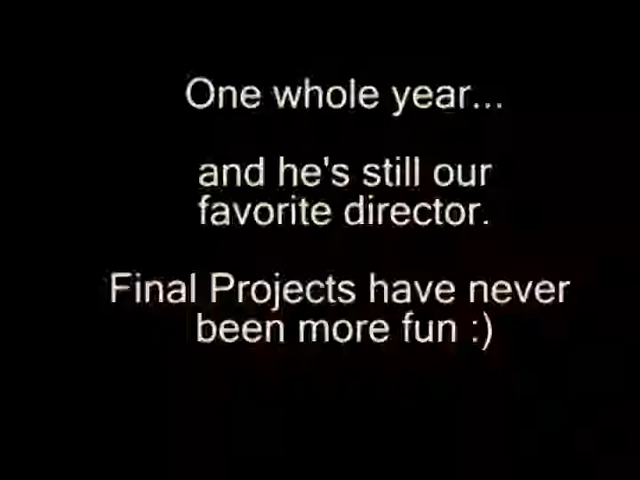 One whole year...
and he's still our
favorite director.
Final Projects have never
been more fun :)